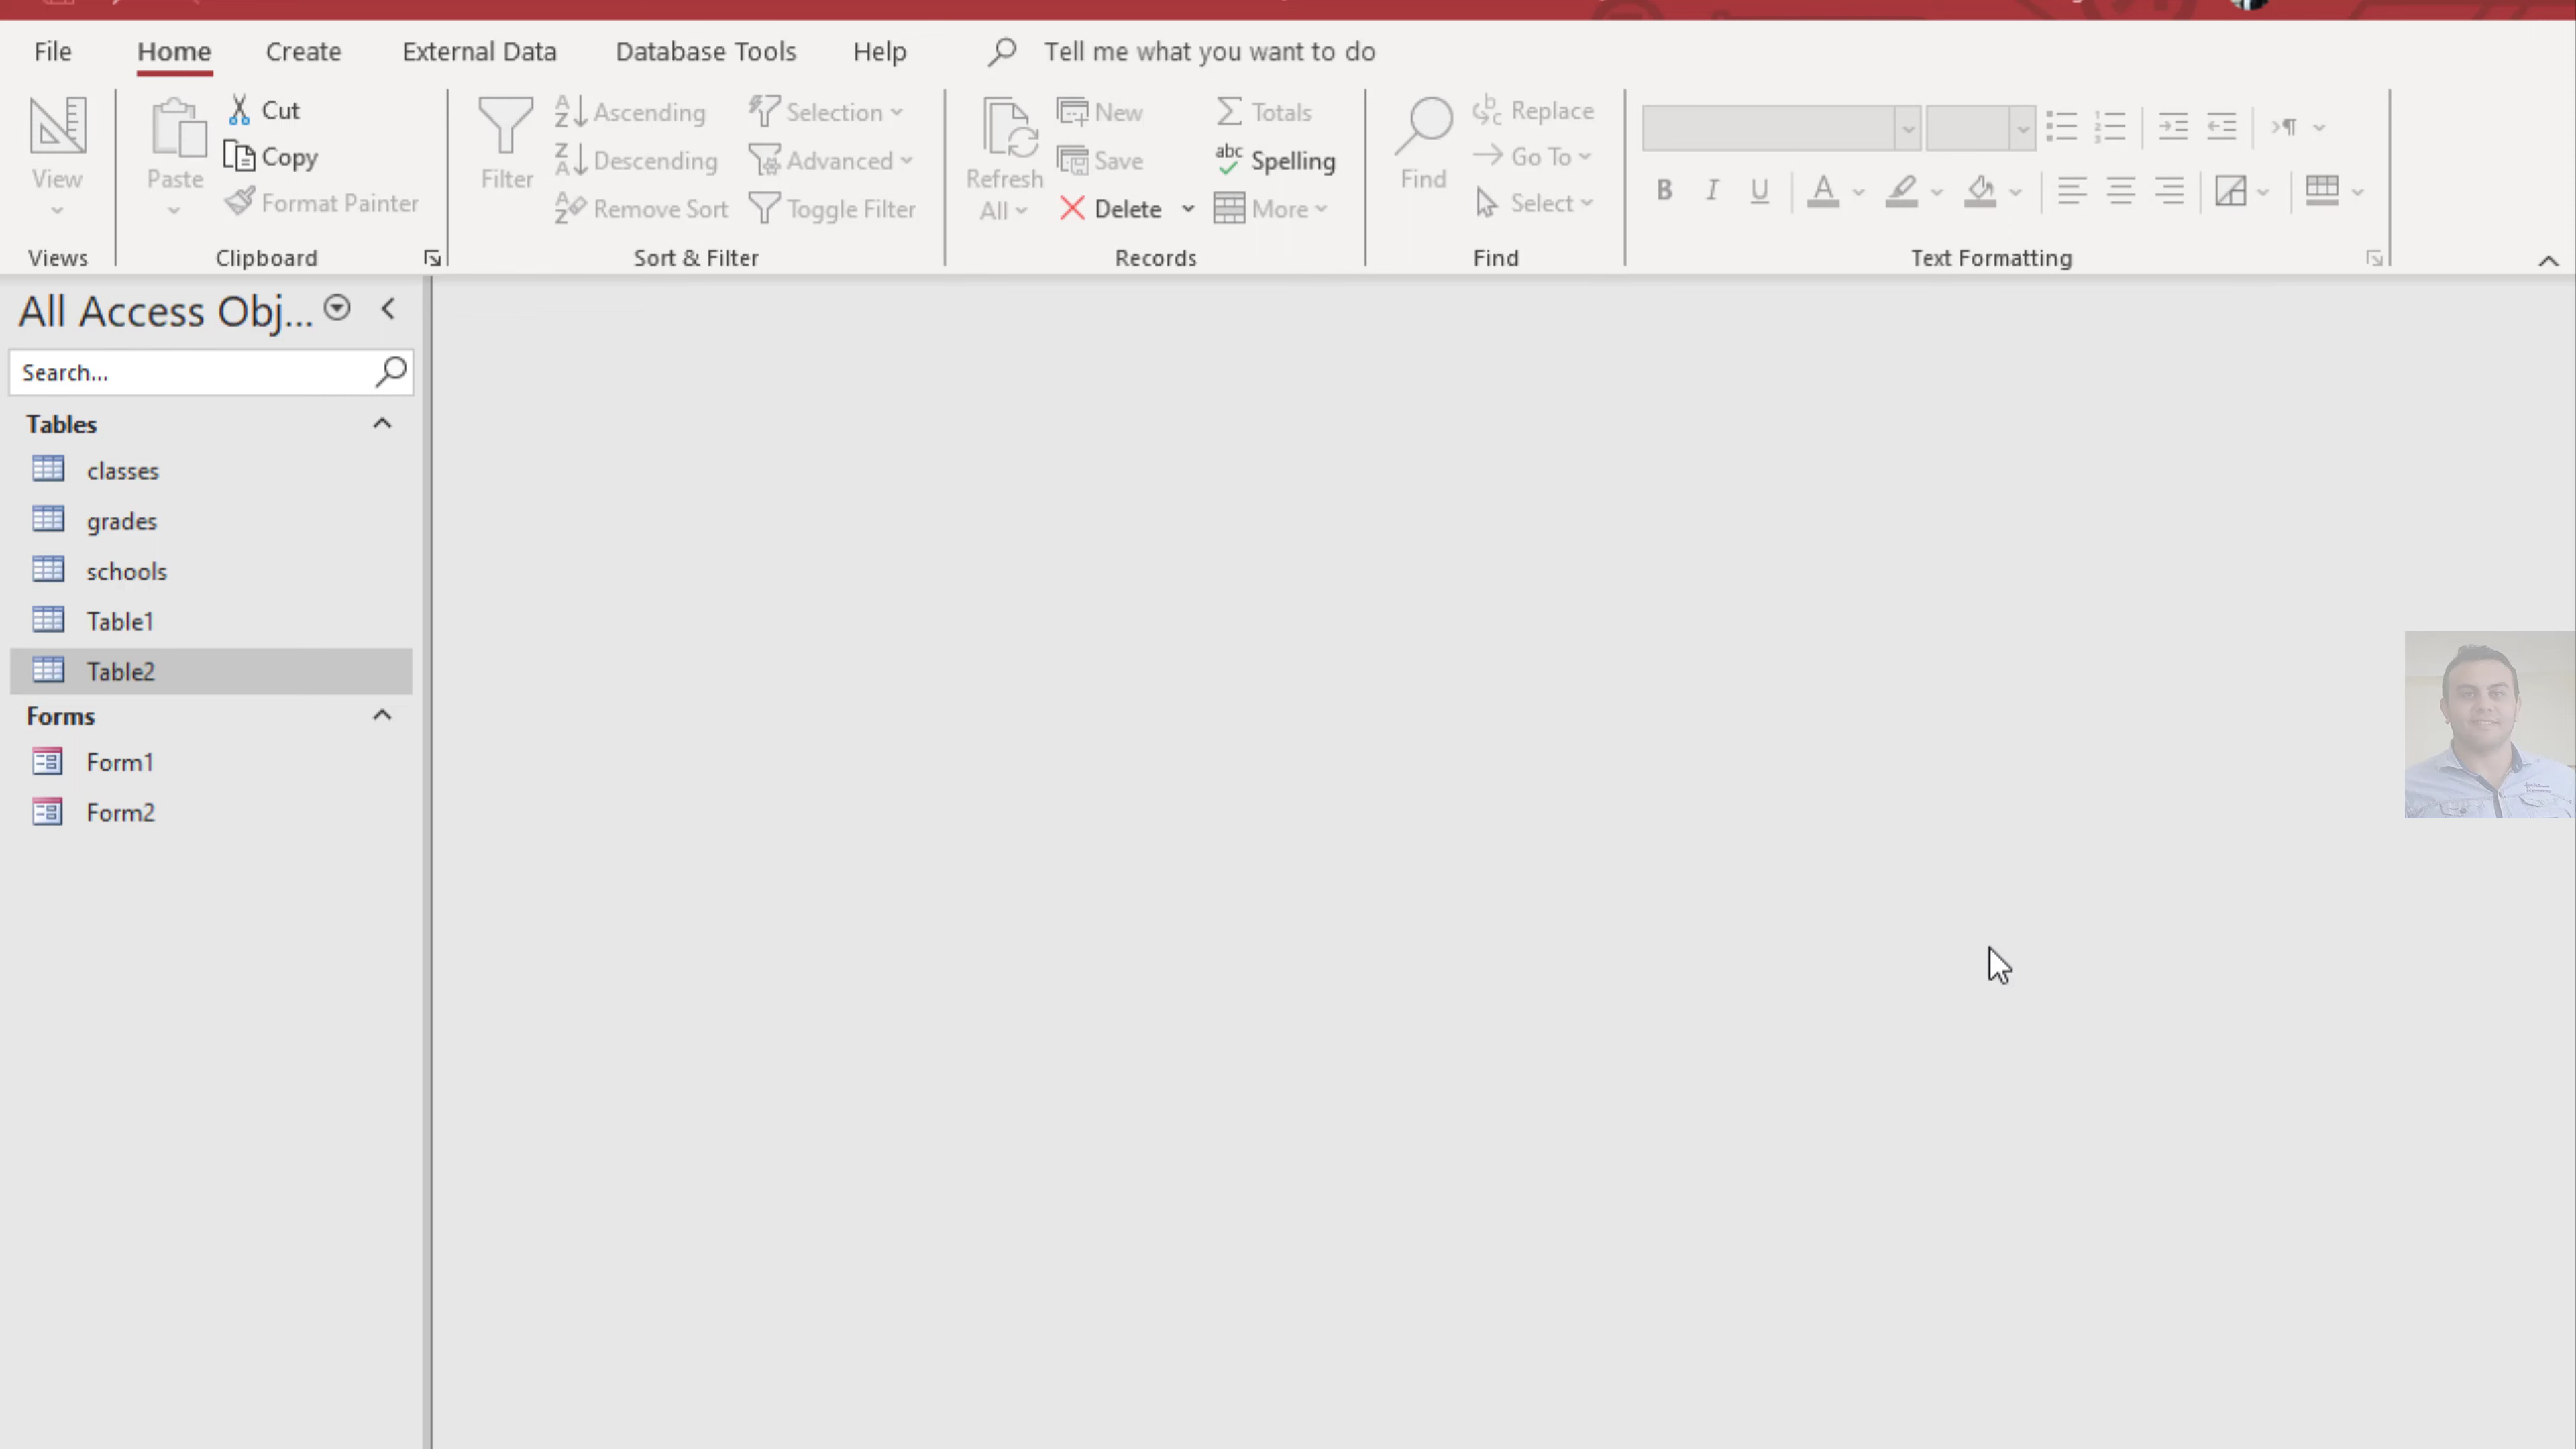 File Home Create External Data Database Tools Help Tell me what you want to do
View
Views
Paste
Cut
Copy
Format Painter
Clipboard
Filter
Ascending
Descending
Remove Sort
Selection
Advanced
Toggle Filter
Sort & Filter
Refresh
All
New
Save
Delete
Totals
Spelling
More
Records
Find
Replace
Go To
Select
Find
B I U A
Text Formatting
All Access Obj...
Search...
Tables
classes
grades
schools
Table1
Table2
Forms
Form1
Form2